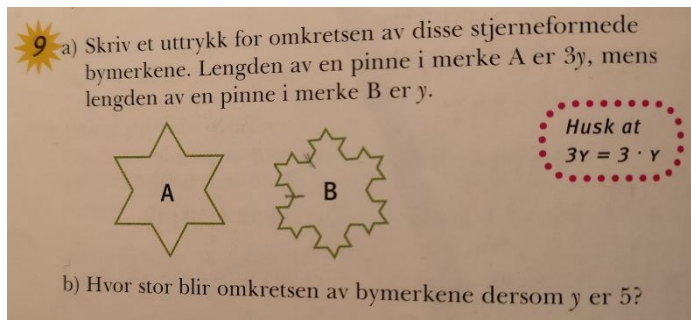 9 a) Skriv et uttrykk for omkretsen av disse stjerneformede
bymerkene. Lengden av en pinne i merke A er 3y, mens
lengden av en pinne i merke B er y.
Husk at
3Y = 3 · Y
A
B
b) Hvor stor blir omkretsen av bymerkene dersom y er 5?